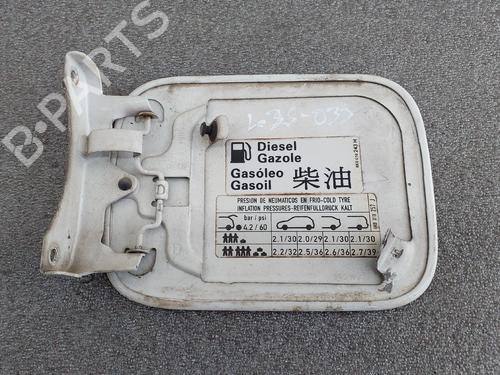 B-PARTS
Lc3S-033
Diesel
Gazole
Gasóleo
Gasoil
柴油
PRESION DE NEUMATICOS EN FRIO-COLD TYRE
INFLATION PRESSURES-REIFENFULLDRUCK KALT
bar / psi
4.2 / 60
2.1/30 2.0/29 2.1/30 2.1/30
2.2/32 2.5/36 2.6/36 2.7/39